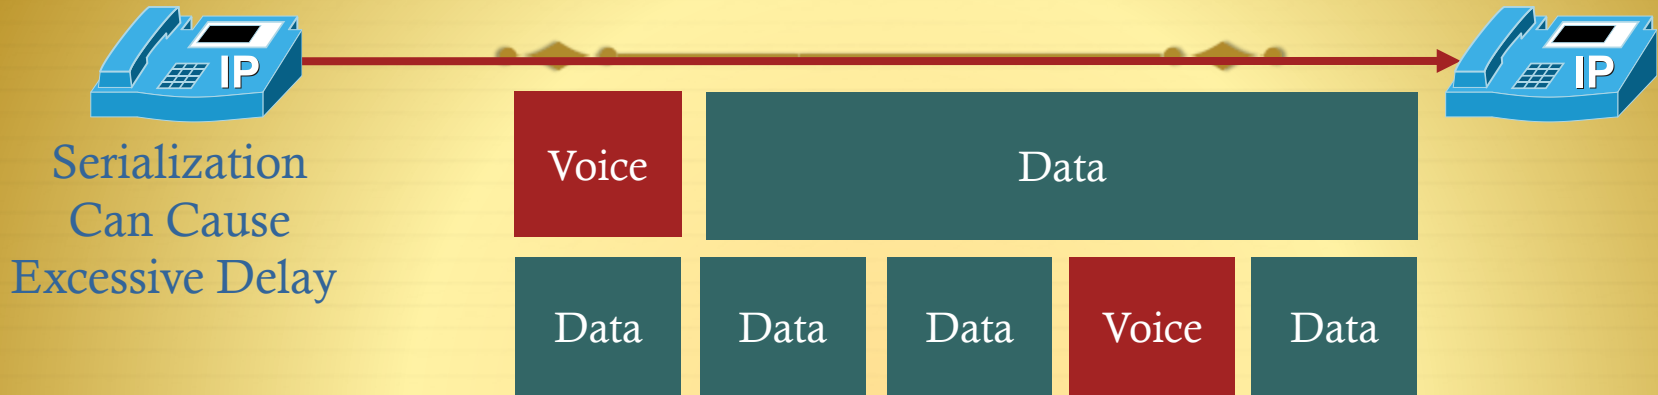 IP
IP
Voice
Data
Serialization
Can Cause
Excessive Delay
Data
Data
Data
Voice
Data